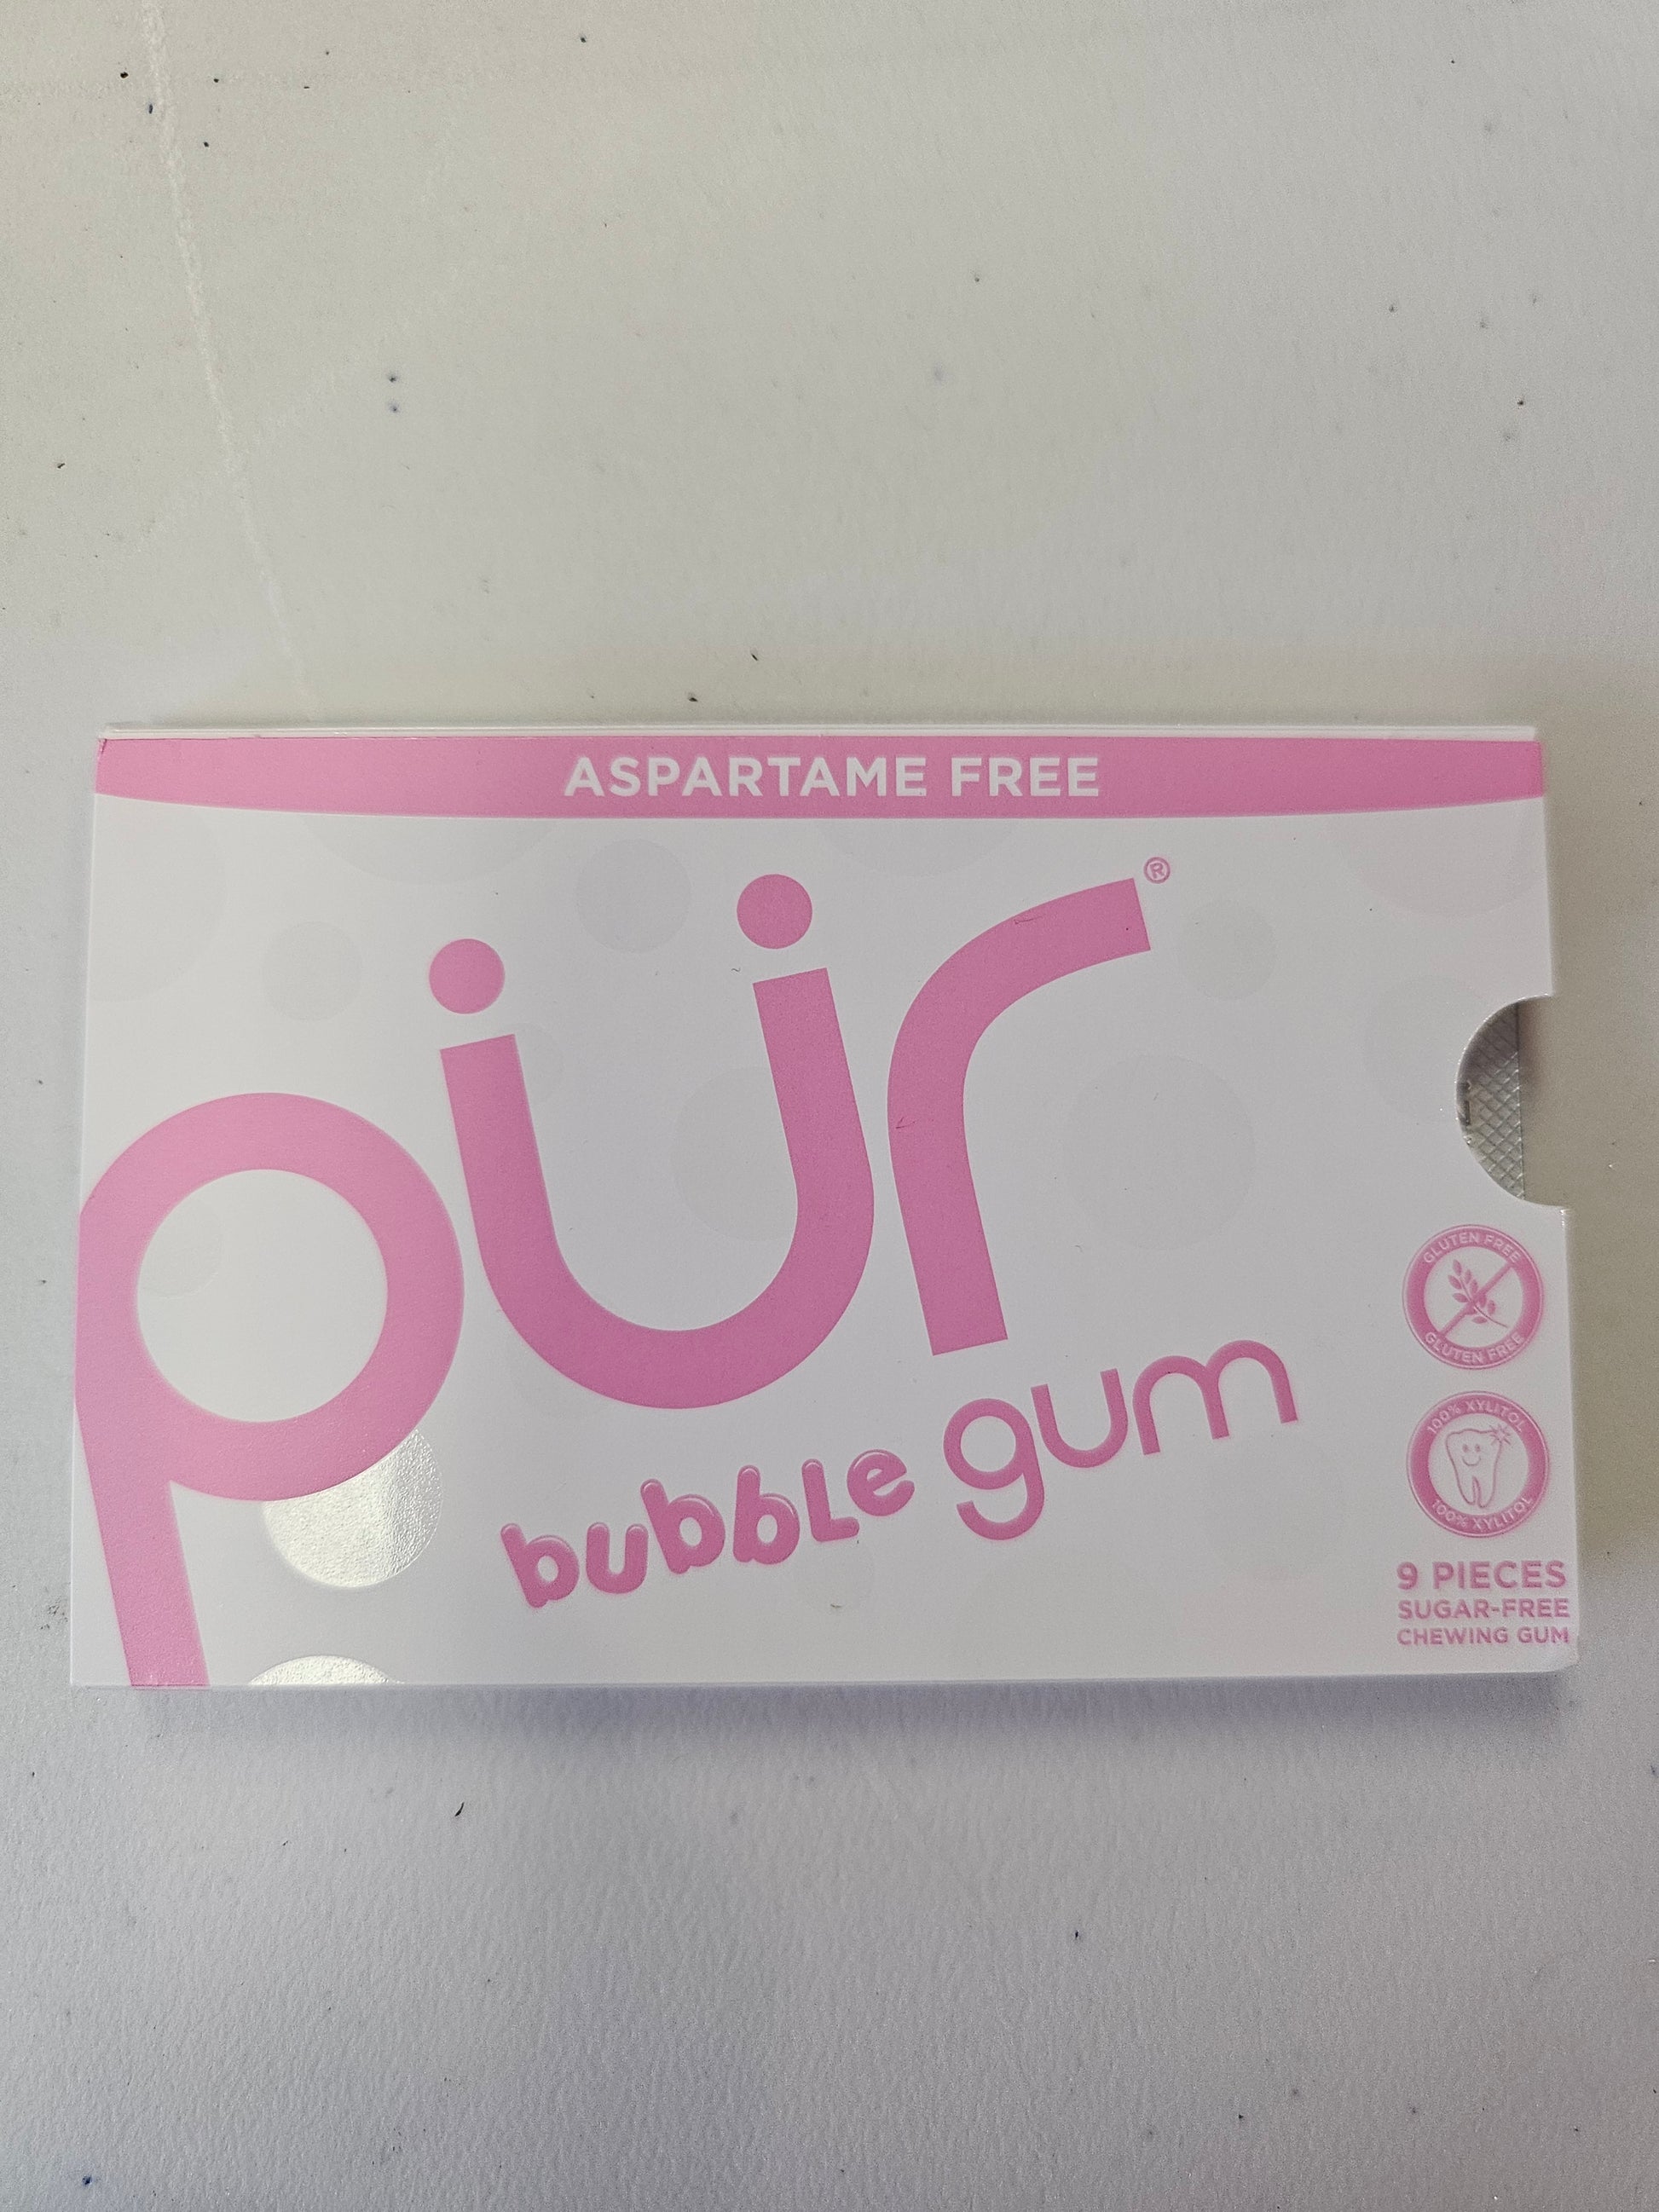 ASPARTAME FREE
pür®
bubble gum
GLUTEN FREE
GLUTEN FREE
100% XYLITOL
100% XYLITOL
9 PIECES
SUGAR-FREE
CHEWING GUM